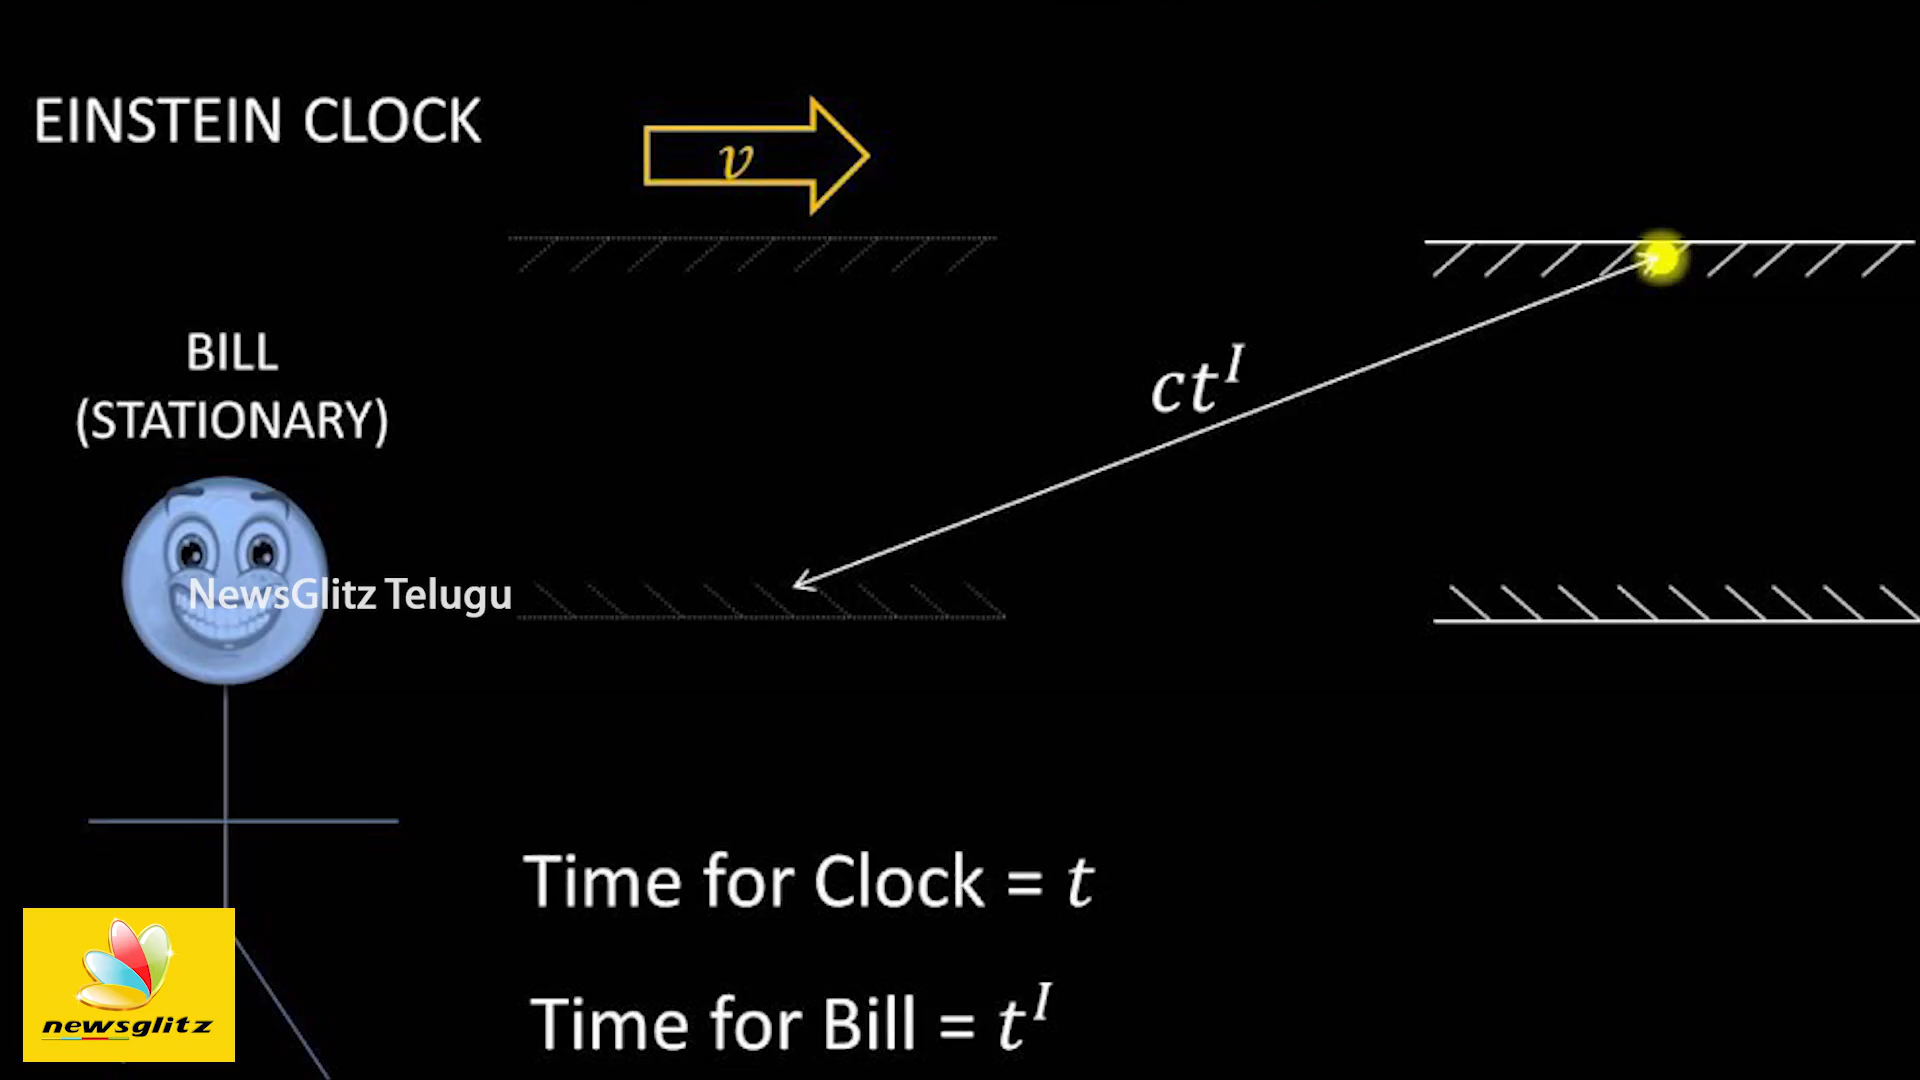 EINSTEIN CLOCK
v
BILL
(STATIONARY)
ct^I
NewsGlitz Telugu
Time for Clock = t
Time for Bill = t^I
newsglitz